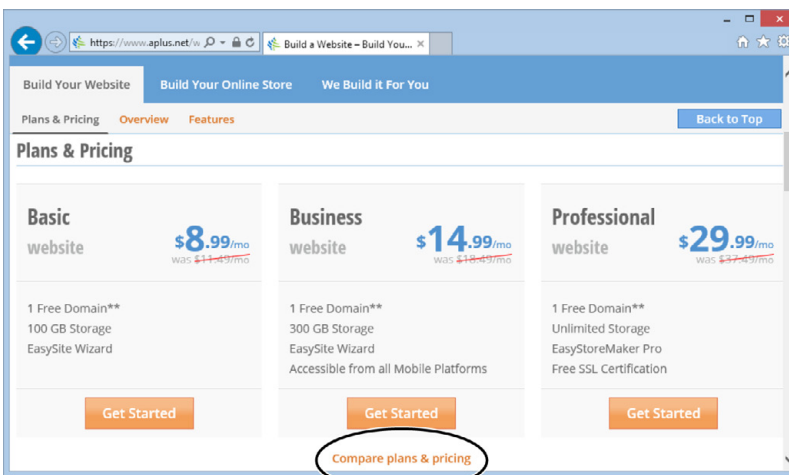 https://www.aplus.net/w
Build a Website – Build You...
Build Your Website
Build Your Online Store
We Build it For You
Plans & Pricing
Overview
Features
Back to Top
Plans & Pricing
Basic
website
$8.99/mo
was $11.49/mo
1 Free Domain**
100 GB Storage
EasySite Wizard
Get Started
Business
website
$14.99/mo
was $18.49/mo
1 Free Domain**
300 GB Storage
EasySite Wizard
Accessible from all Mobile Platforms
Get Started
Professional
website
$29.99/mo
was $37.49/mo
1 Free Domain**
Unlimited Storage
EasyStoreMaker Pro
Free SSL Certification
Get Started
Compare plans & pricing